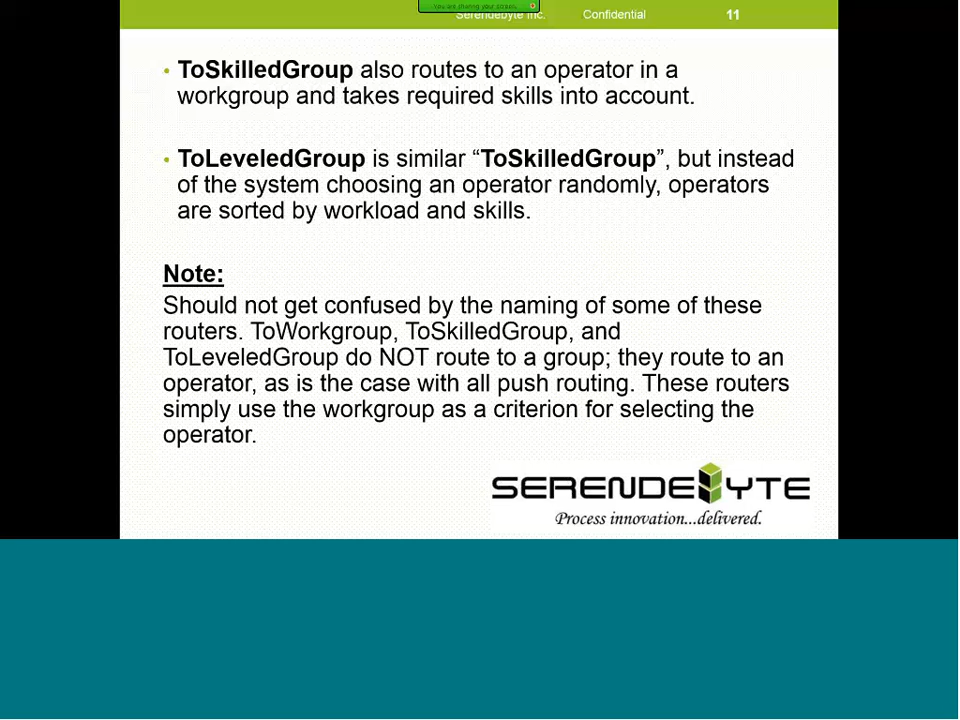 You are sharing your screen.
Serendebyte Inc. Confidential 11
• ToSkilledGroup also routes to an operator in a
workgroup and takes required skills into account.
• ToLeveledGroup is similar “ToSkilledGroup”, but instead
of the system choosing an operator randomly, operators
are sorted by workload and skills.
Note:
Should not get confused by the naming of some of these
routers. ToWorkgroup, ToSkilledGroup, and
ToLeveledGroup do NOT route to a group; they route to an
operator, as is the case with all push routing. These routers
simply use the workgroup as a criterion for selecting the
operator.
SERENDEBYTE
Process innovation...delivered.